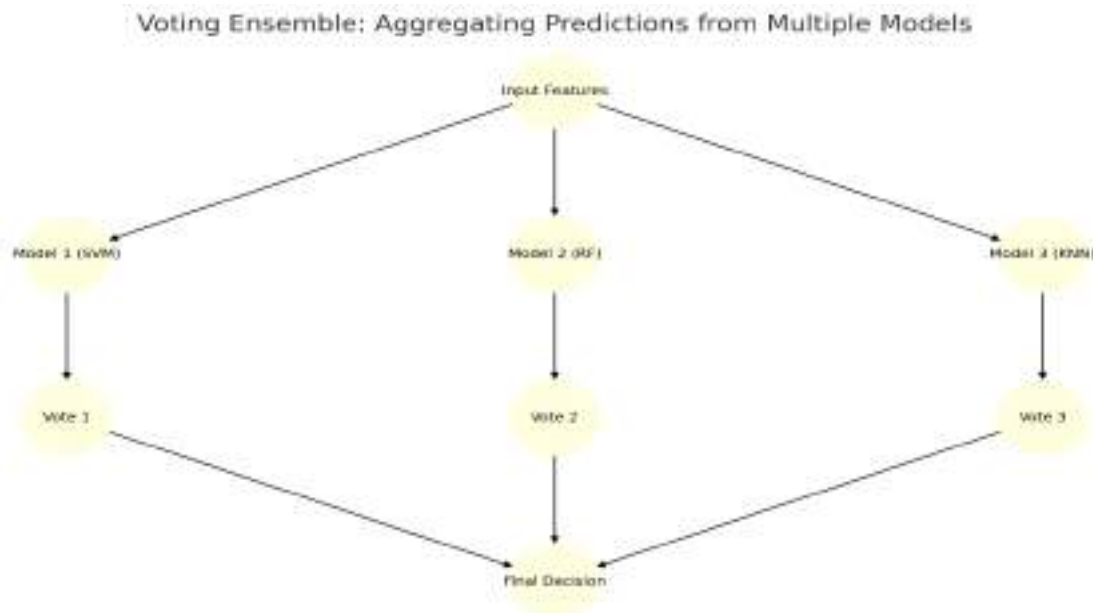 Voting Ensemble: Aggregating Predictions from Multiple Models
Input Features
Model 1 (SVM)
Model 2 (RF)
Model 3 (KNN)
Vote 1
Vote 2
Vote 3
Final Decision